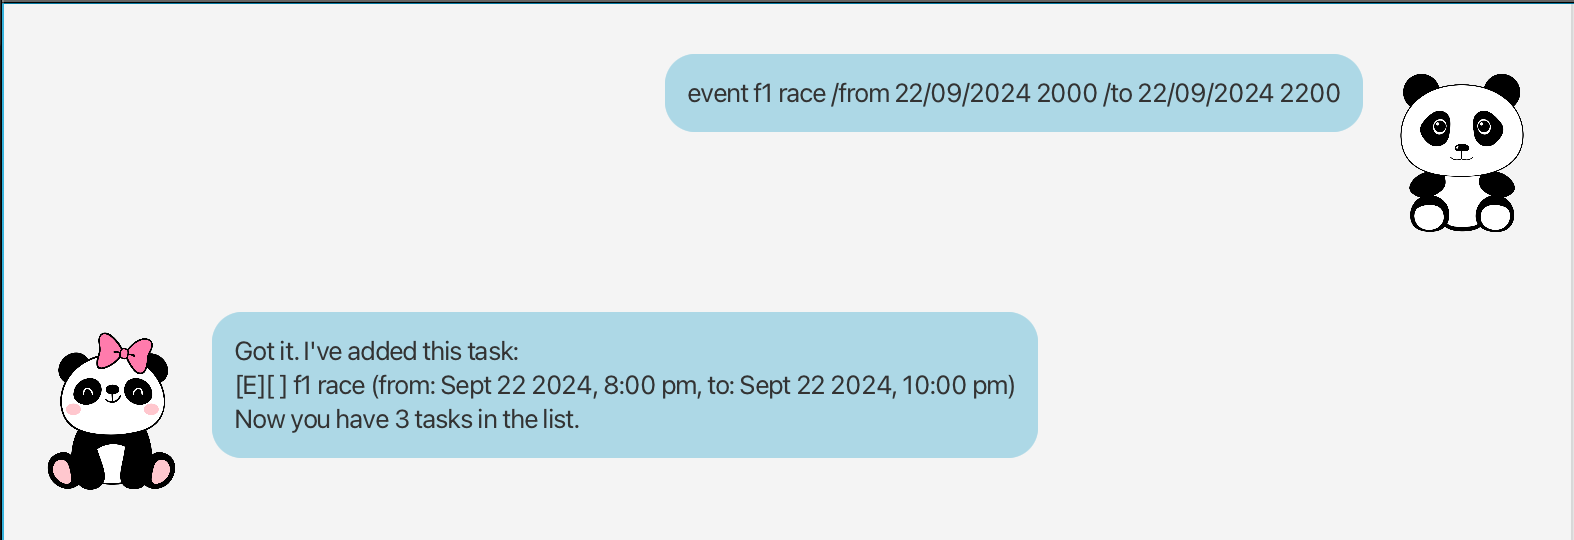 event f1 race /from 22/09/2024 2000 /to 22/09/2024 2200
Got it. I've added this task:
[E][ ] f1 race (from: Sept 22 2024, 8:00 pm, to: Sept 22 2024, 10:00 pm)
Now you have 3 tasks in the list.